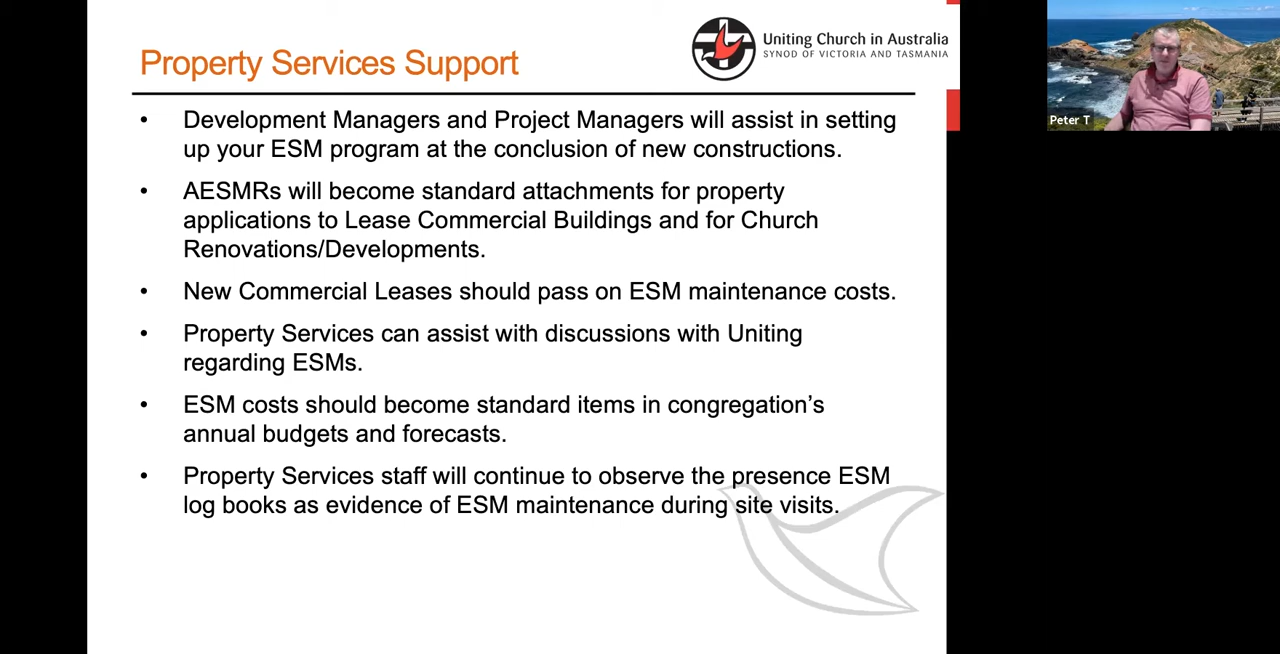 Property Services Support
Uniting Church in Australia
SYNOD OF VICTORIA AND TASMANIA
• Development Managers and Project Managers will assist in setting
up your ESM program at the conclusion of new constructions.
• AESMRs will become standard attachments for property
applications to Lease Commercial Buildings and for Church
Renovations/Developments.
• New Commercial Leases should pass on ESM maintenance costs.
• Property Services can assist with discussions with Uniting
regarding ESMs.
• ESM costs should become standard items in congregation’s
annual budgets and forecasts.
• Property Services staff will continue to observe the presence ESM
log books as evidence of ESM maintenance during site visits.
Peter T